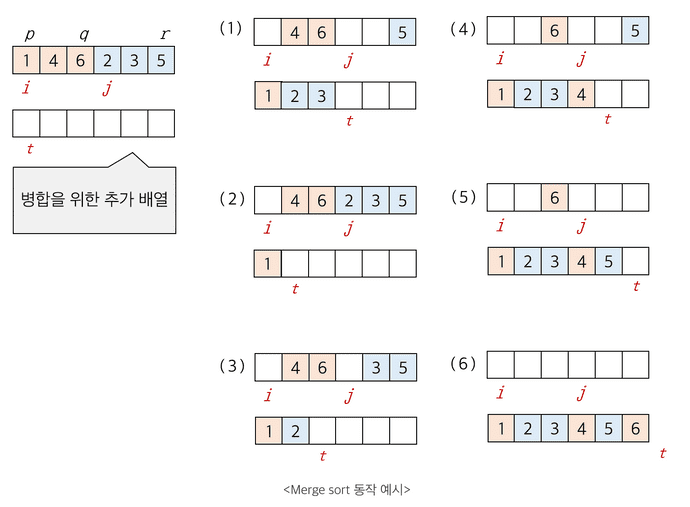 p q r
1 4 6 2 3 5
i j
t
병합을 위한 추가 배열
(1)
4 6 5
i j
1 2 3
t
(2)
4 6 2 3 5
i j
1
t
(3)
4 6 3 5
i j
1 2
t
(4)
6 5
i j
1 2 3 4
t
(5)
6
i j
1 2 3 4 5
t
(6)
i j
1 2 3 4 5 6
t
<Merge sort 동작 예시>